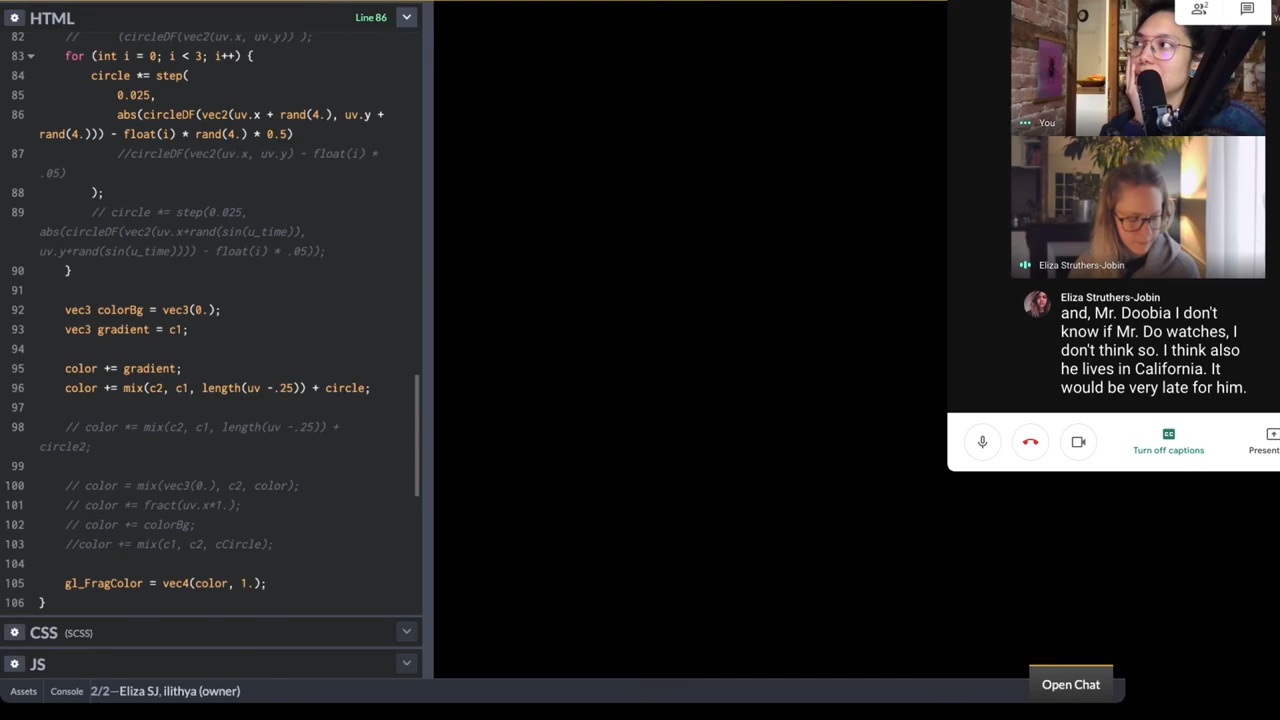 HTML
Line 86
82 // (circleDF(vec2(uv.x, uv.y)) );
83 for (int i = 0; i < 3; i++) {
84 circle *= step(
85 0.025,
86 abs(circleDF(vec2(uv.x + rand(4.), uv.y +
rand(4.))) - float(i) * rand(4.) * 0.5)
87 //circleDF(vec2(uv.x, uv.y) - float(i) *
.05)
88 );
89 // circle *= step(0.025,
abs(circleDF(vec2(uv.x+rand(sin(u_time)),
uv.y+rand(sin(u_time)))) - float(i) * .05));
90 }
91
92 vec3 colorBg = vec3(0.);
93 vec3 gradient = c1;
94
95 color += gradient;
96 color += mix(c2, c1, length(uv -.25)) + circle;
97
98 // color *= mix(c2, c1, length(uv -.25)) +
circle2;
99
100 // color = mix(vec3(0.), c2, color);
101 // color *= fract(uv.x*1.);
102 // color += colorBg;
103 //color += mix(c1, c2, cCircle);
104
105 gl_FragColor = vec4(color, 1.);
106 }
CSS (SCSS)
JS
Assets Console 2/2—Eliza SJ, ilithya (owner)
Open Chat
2
You
Eliza Struthers-Jobin
Eliza Struthers-Jobin
and, Mr. Doobia I don't
know if Mr. Do watches, I
don't think so. I think also
he lives in California. It
would be very late for him.
Turn off captions
Present